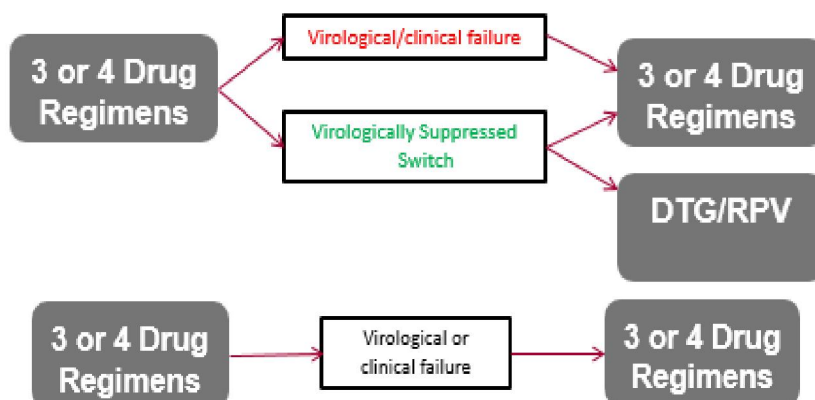 Virological/clinical failure
3 or 4 Drug
Regimens
3 or 4 Drug
Regimens
Virologically Suppressed
Switch
DTG/RPV
3 or 4 Drug
Regimens
Virological or
clinical failure
3 or 4 Drug
Regimens